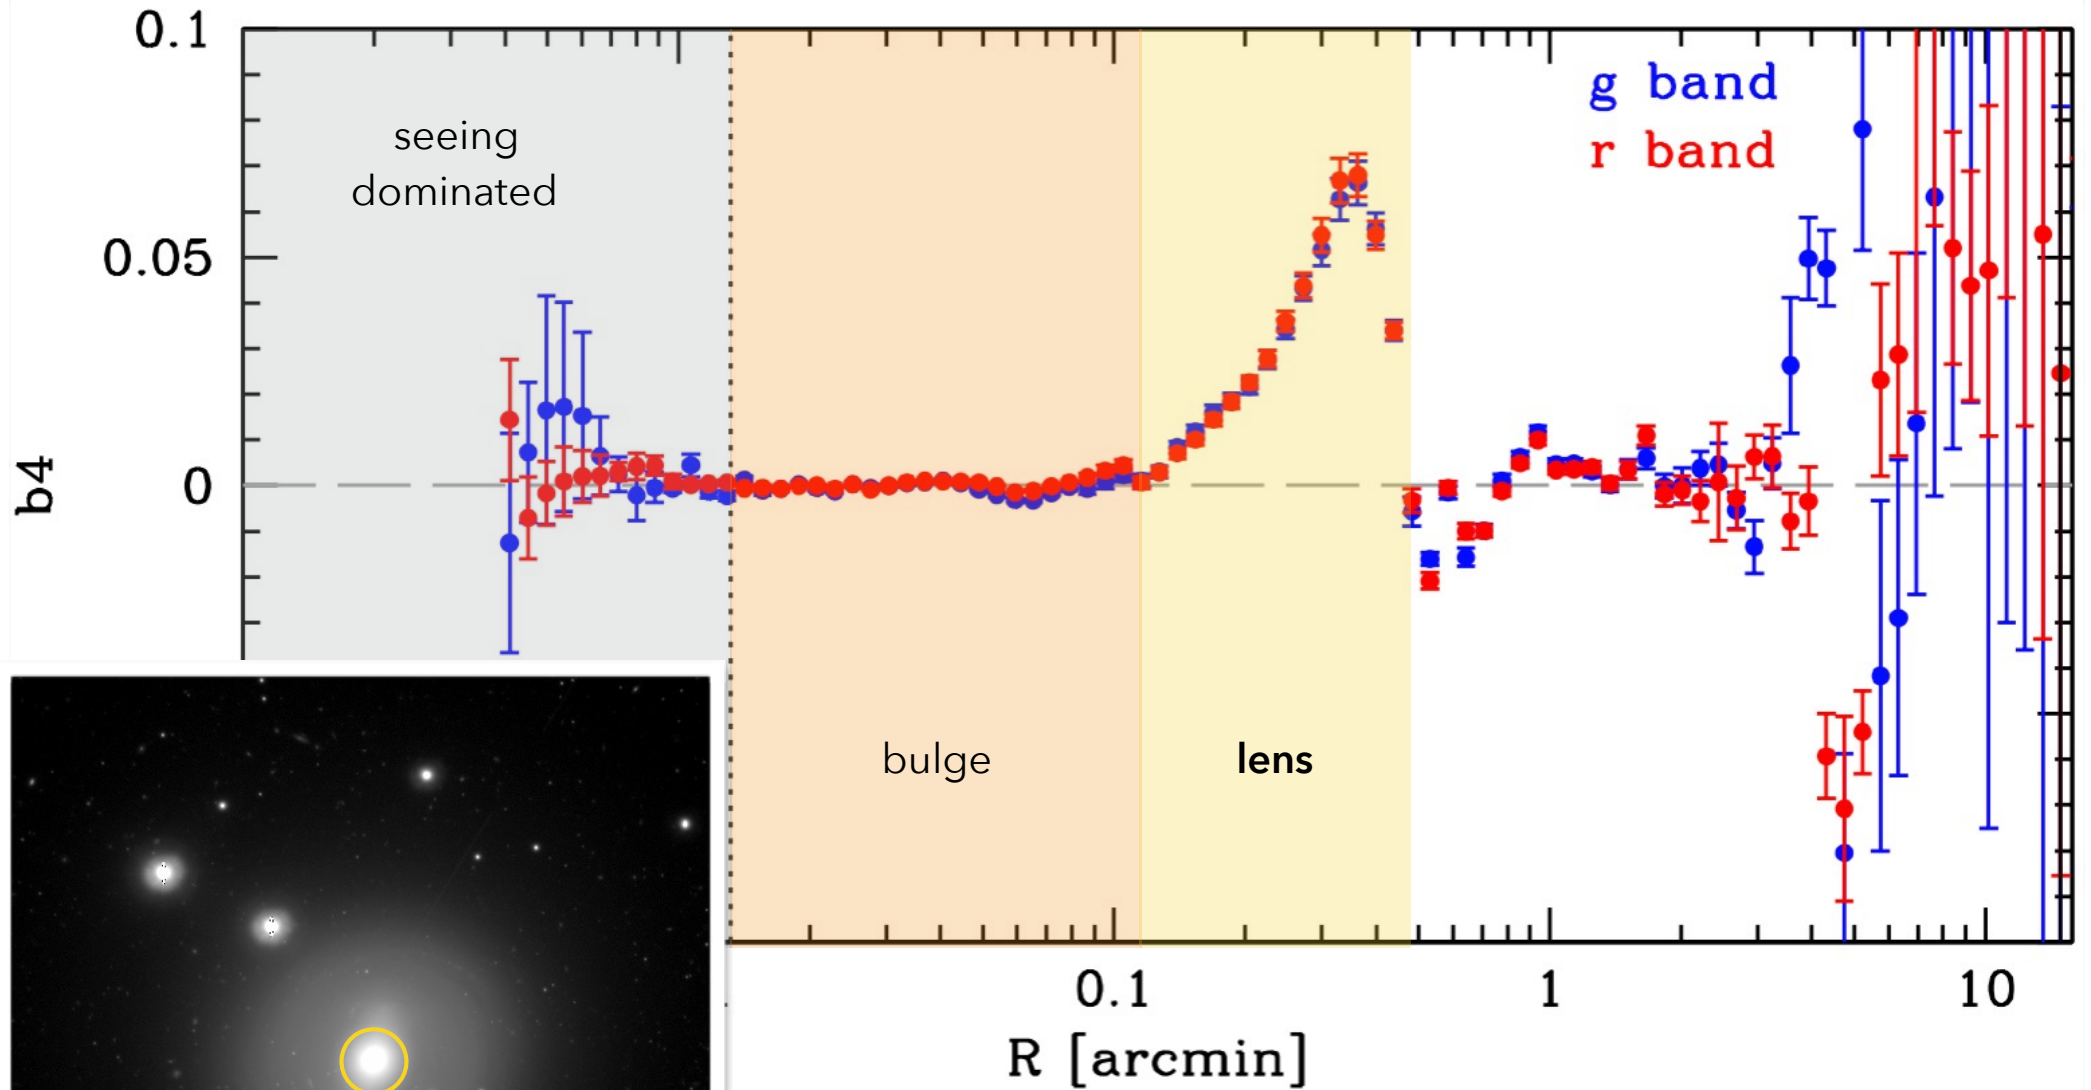 0.1
g band
seeing
r band
dominated
0.05
b4
0
bulge
lens
0.1
1
10
R [arcmin]